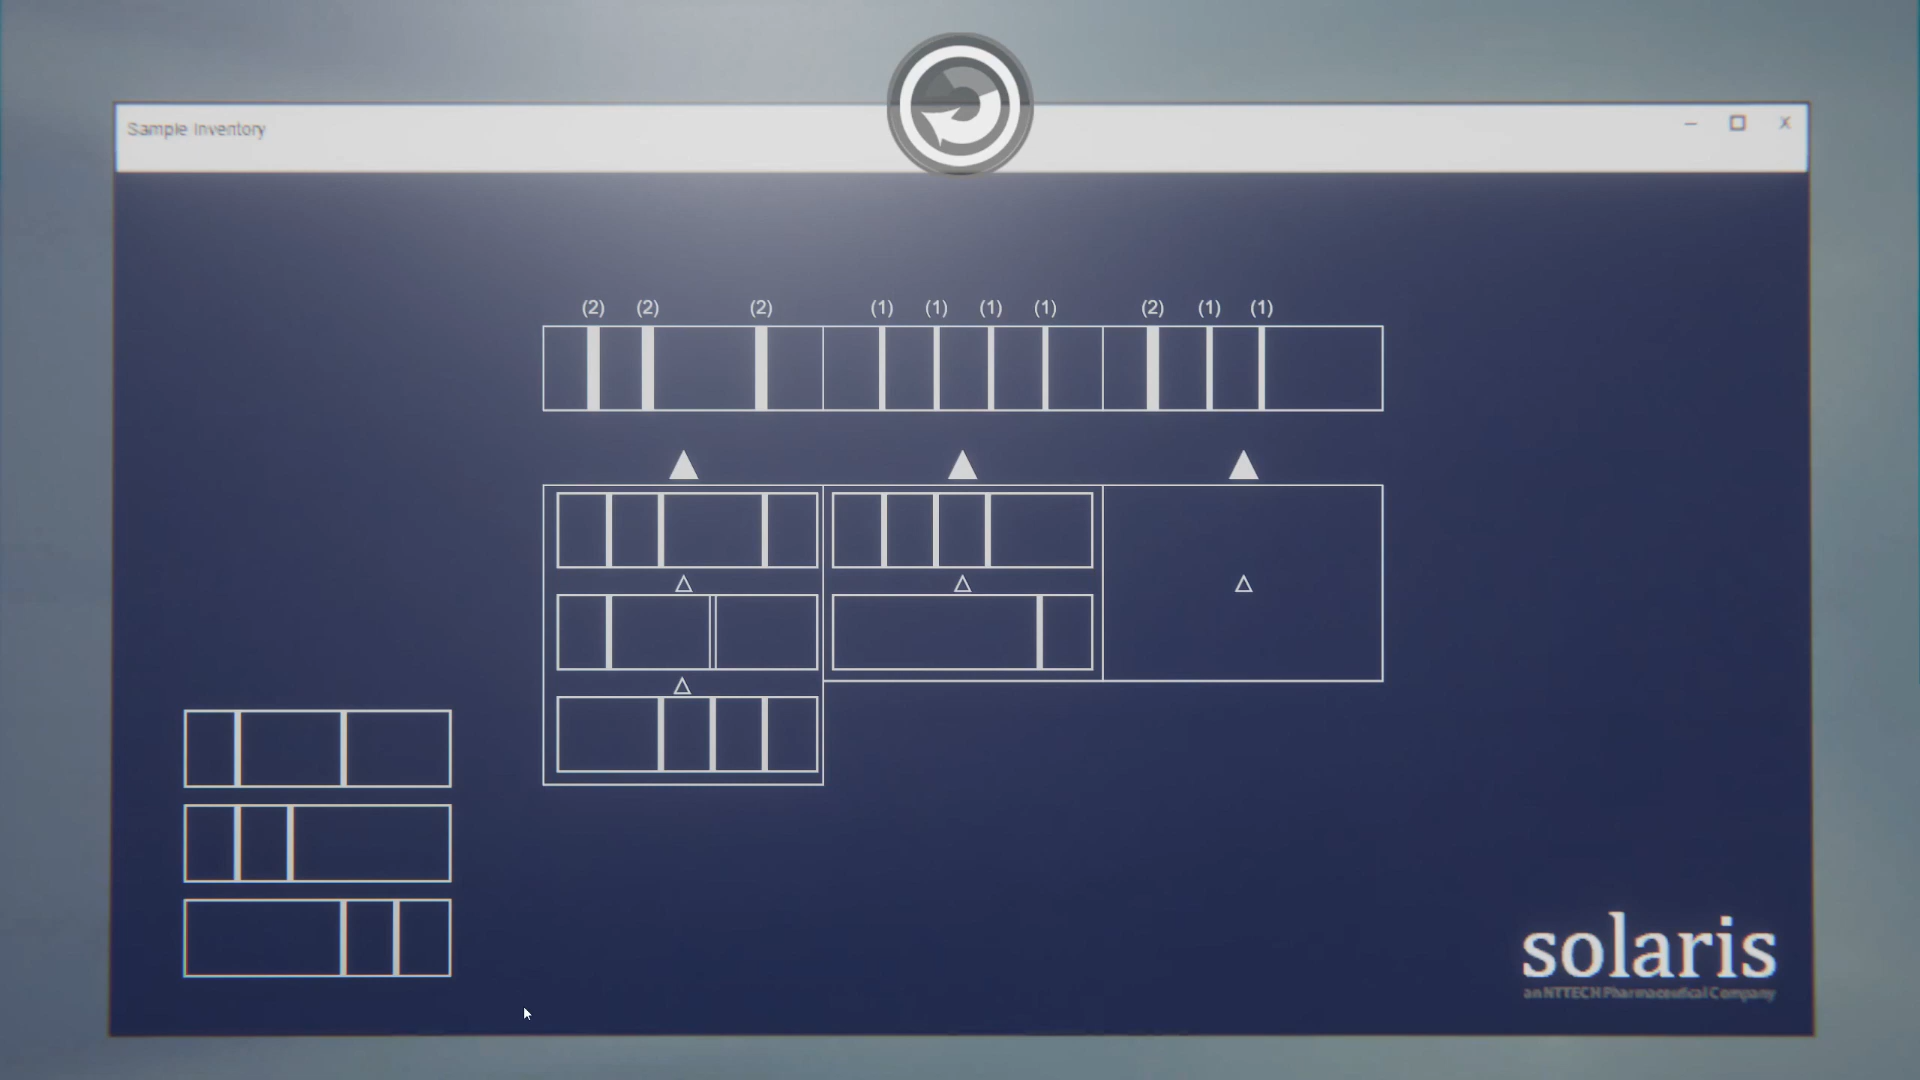 Sample Inventory
X
(2) (2) (2) (1) (1) (1) (1) (2) (1) (1)
solaris
an NTTECH Pharmaceutical Company